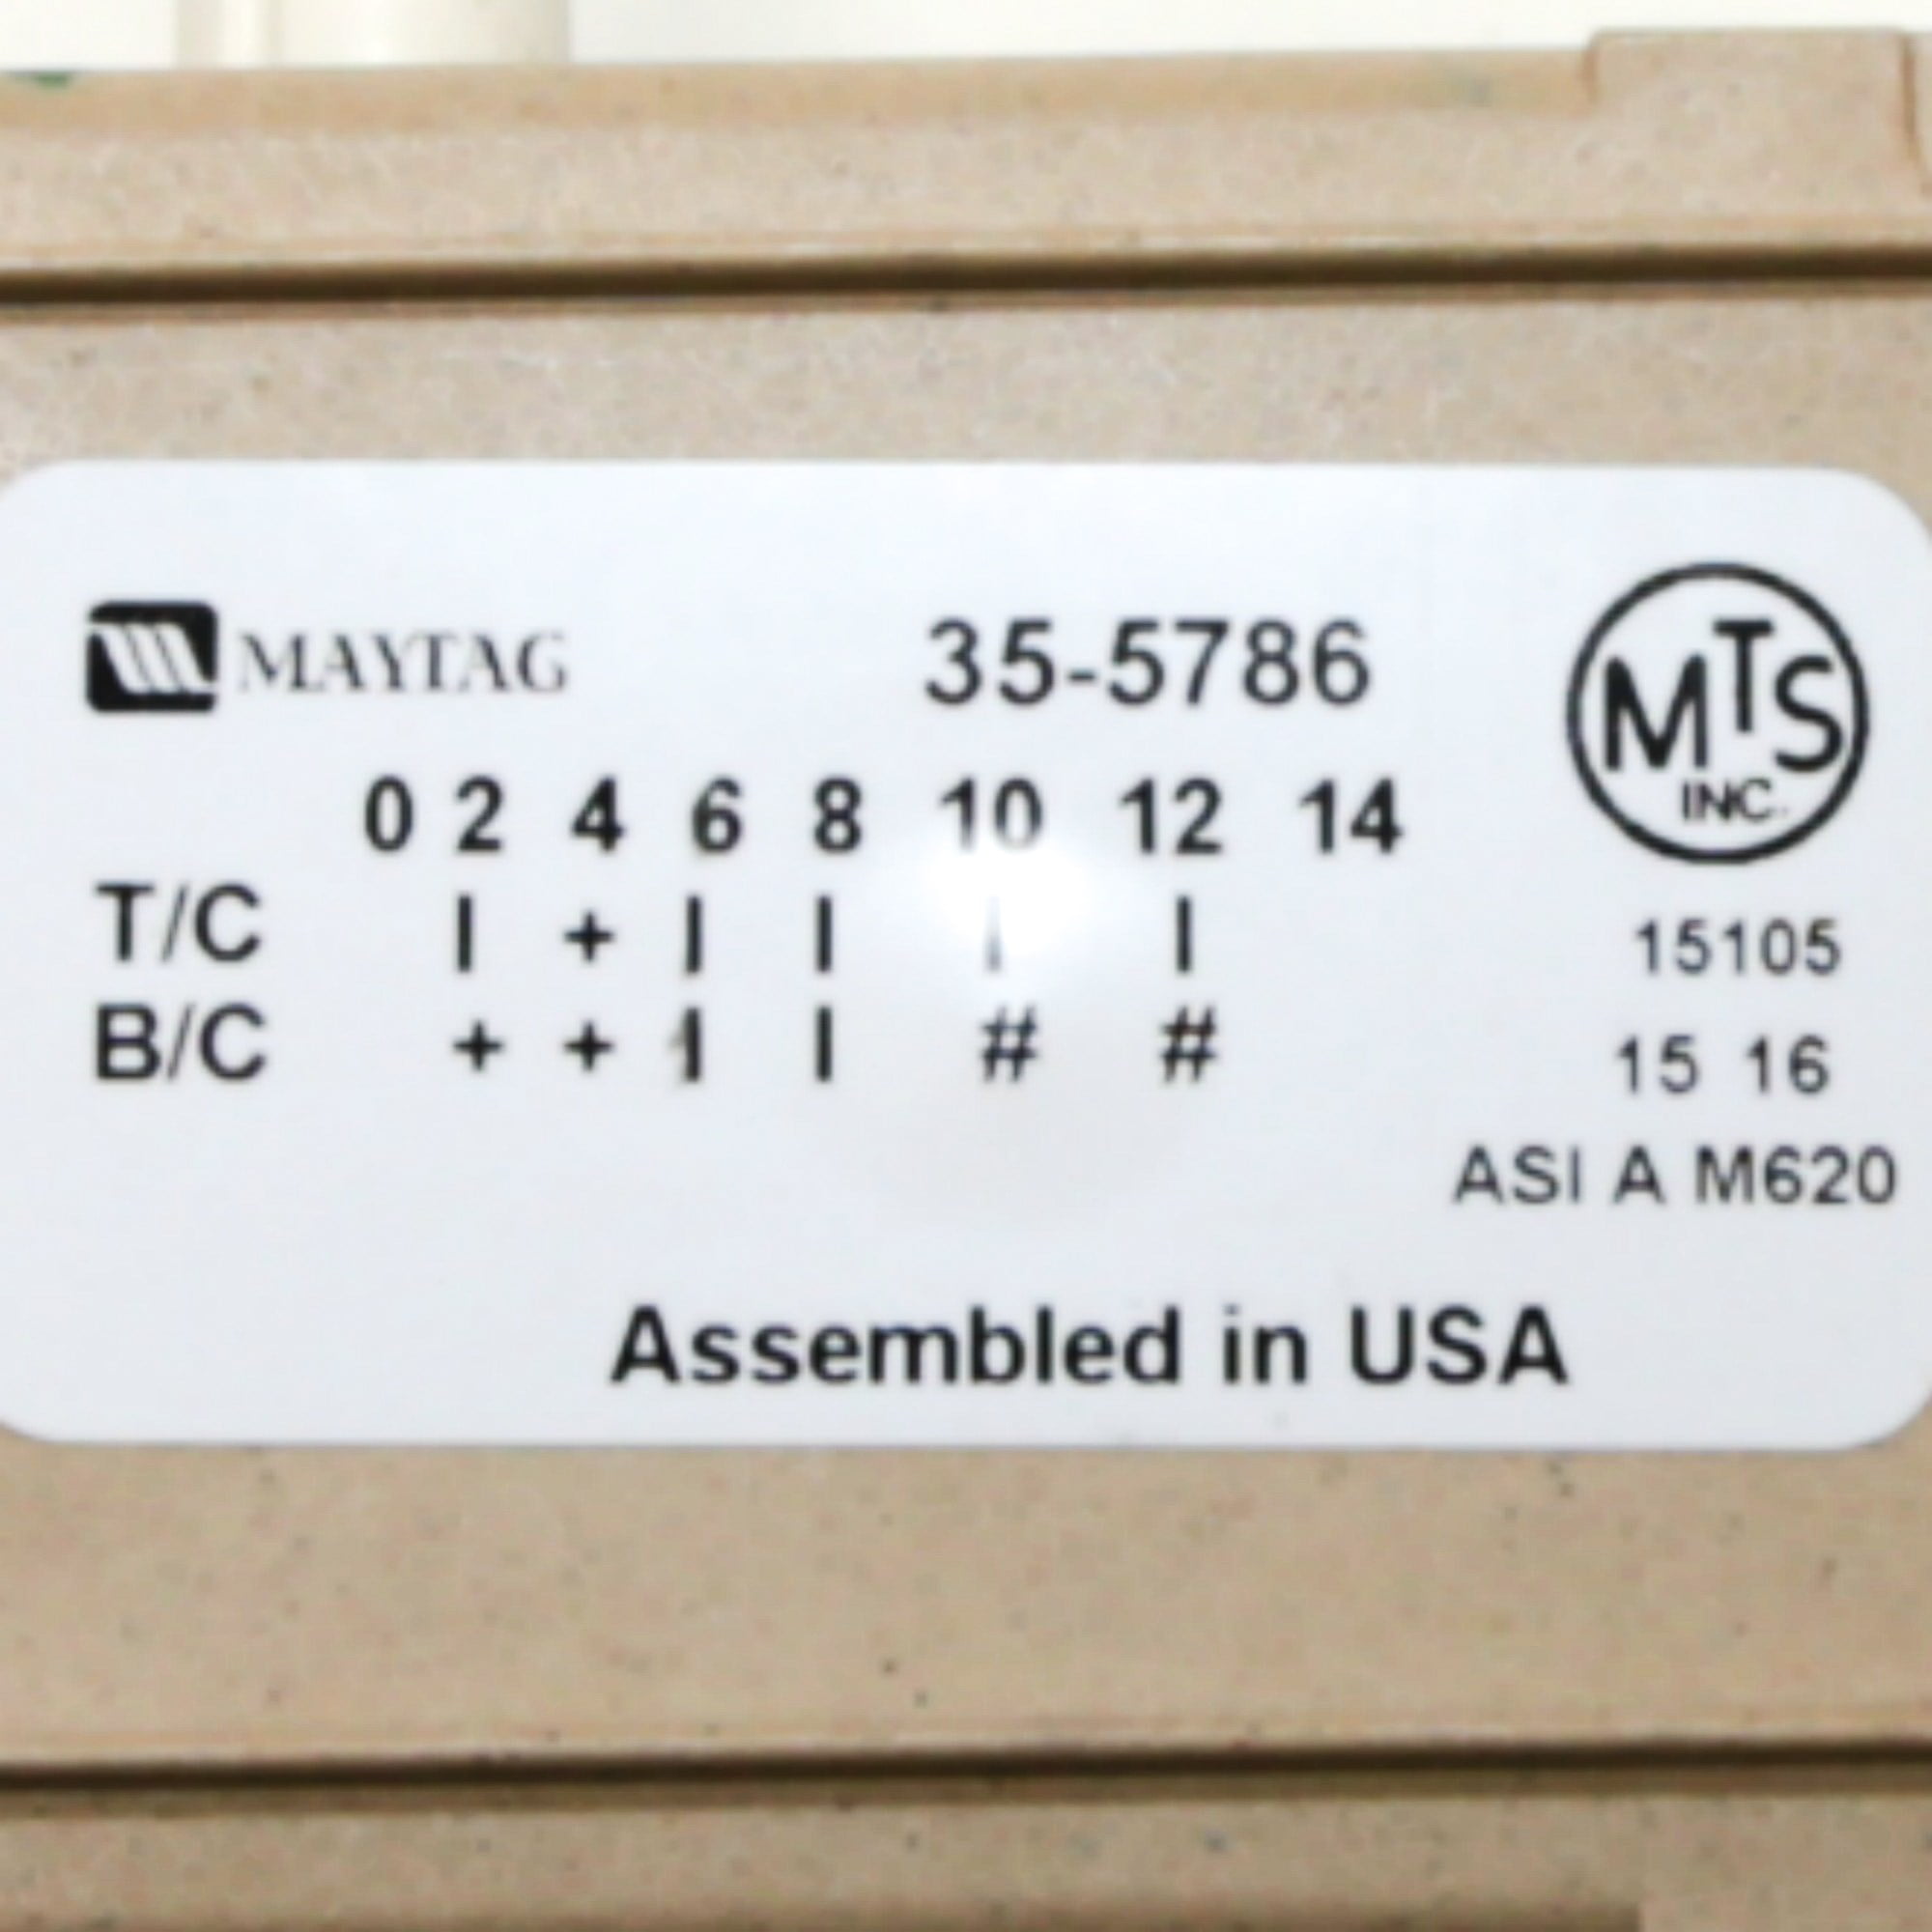 MAYTAG 35-5786
MTS
INC.
0 2 4 6 8 10 12 14
T/C | + | | | |
B/C + + 1 | # #
15105
15 16
ASI A M620
Assembled in USA